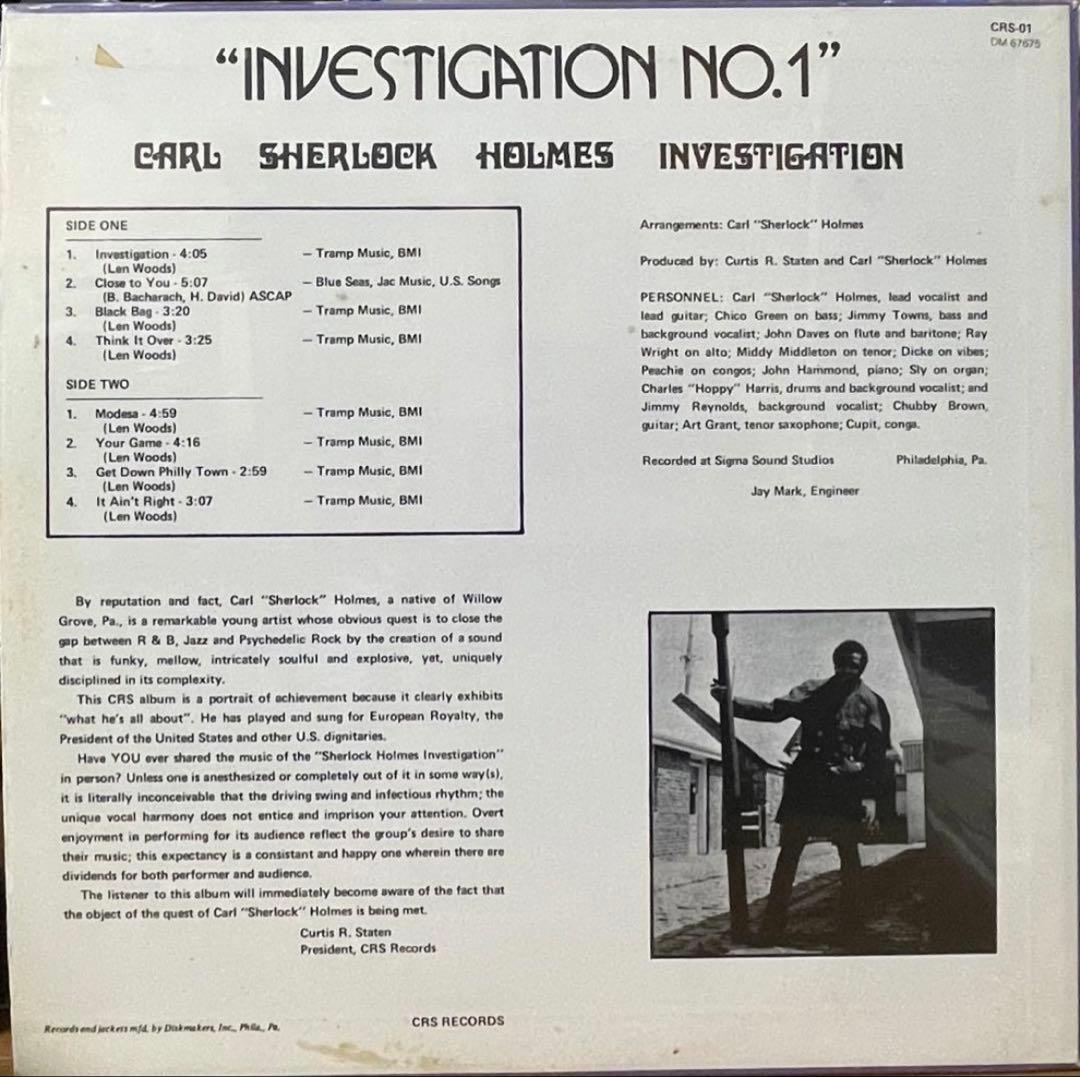 CRS-01
DM 67675
"INVESTIGATION NO.1"
CARL SHERLOCK HOLMES INVESTIGATION
SIDE ONE
1. Investigation - 4:05 — Tramp Music, BMI
(Len Woods)
2. Close to You - 5:07 — Blue Seas, Jac Music, U.S. Songs
(B. Bacharach, H. David) ASCAP
3. Black Bag - 3:20 — Tramp Music, BMI
(Len Woods)
4. Think It Over - 3:25 — Tramp Music, BMI
(Len Woods)
SIDE TWO
1. Modesa - 4:59 — Tramp Music, BMI
(Len Woods)
2. Your Game - 4:16 — Tramp Music, BMI
(Len Woods)
3. Get Down Philly Town - 2:59 — Tramp Music, BMI
(Len Woods)
4. It Ain't Right - 3:07 — Tramp Music, BMI
(Len Woods)
Arrangements: Carl "Sherlock" Holmes
Produced by: Curtis R. Staten and Carl "Sherlock" Holmes
PERSONNEL: Carl "Sherlock" Holmes, lead vocalist and
lead guitar; Chico Green on bass; Jimmy Towns, bass and
background vocalist; John Daves on flute and baritone; Ray
Wright on alto; Middy Middleton on tenor; Dicke on vibes;
Peachie on congos; John Hammond, piano; Sly on organ;
Charles "Hoppy" Harris, drums and background vocalist; and
Jimmy Reynolds, background vocalist; Chubby Brown,
guitar; Art Grant, tenor saxophone; Cupit, conga.
Recorded at Sigma Sound Studios Philadelphia, Pa.
Jay Mark, Engineer
By reputation and fact, Carl "Sherlock" Holmes, a native of Willow
Grove, Pa., is a remarkable young artist whose obvious quest is to close the
gap between R & B, Jazz and Psychedelic Rock by the creation of a sound
that is funky, mellow, intricately soulful and explosive, yet, uniquely
disciplined in its complexity.
This CRS album is a portrait of achievement because it clearly exhibits
"what he's all about". He has played and sung for European Royalty, the
President of the United States and other U.S. dignitaries.
Have YOU ever shared the music of the "Sherlock Holmes Investigation"
in person? Unless one is anesthesized or completely out of it in some way(s),
it is literally inconceivable that the driving swing and infectious rhythm; the
unique vocal harmony does not entice and imprison your attention. Overt
enjoyment in performing for its audience reflect the group's desire to share
their music; this expectancy is a consistant and happy one wherein there are
dividends for both performer and audience.
The listener to this album will immediately become aware of the fact that
the object of the quest of Carl "Sherlock" Holmes is being met.
Curtis R. Staten
President, CRS Records
Records and jackets mfd. by Diskmakers, Inc., Phila., Pa.
CRS RECORDS